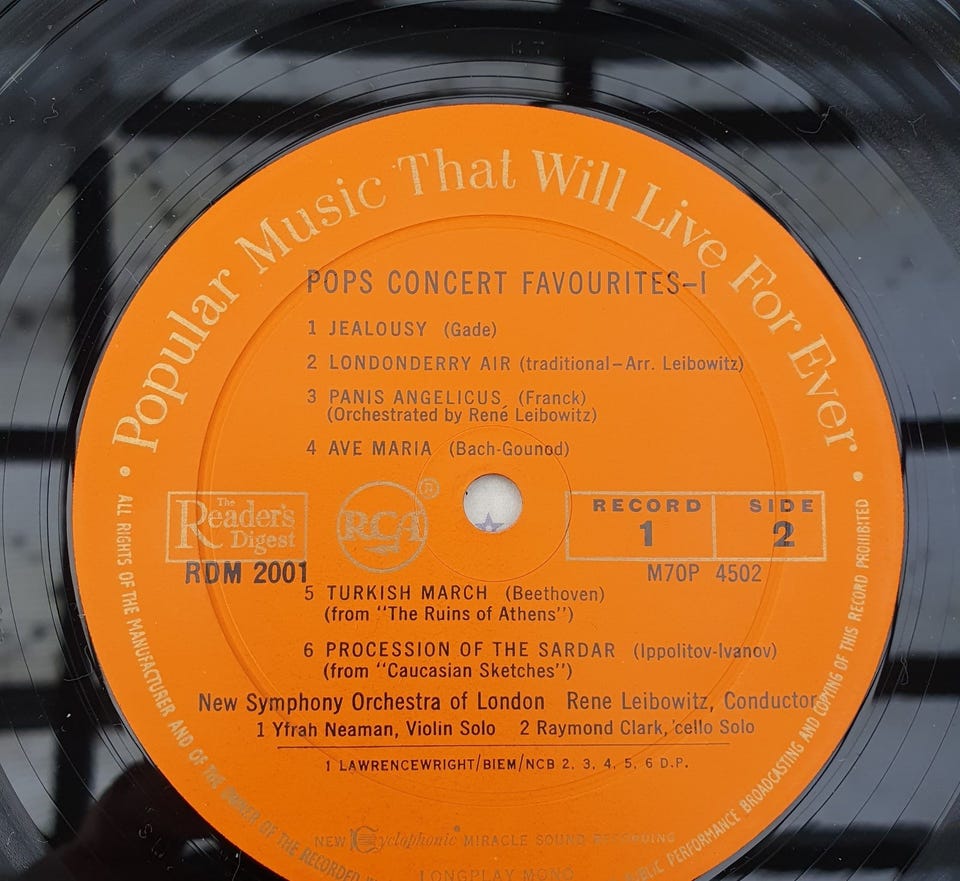 Popular Music That Will Live For Ever
POPS CONCERT FAVOURITES–I
1 JEALOUSY (Gade)
2 LONDONDERRY AIR (traditional–Arr. Leibowitz)
3 PANIS ANGELICUS (Franck)
(Orchestrated by René Leibowitz)
4 AVE MARIA (Bach-Gounod)
The
Reader's
Digest
RCA ®
RECORD
1
SIDE
2
RDM 2001
M70P 4502
5 TURKISH MARCH (Beethoven)
(from "The Ruins of Athens")
6 PROCESSION OF THE SARDAR (Ippolitov-Ivanov)
(from "Caucasian Sketches")
New Symphony Orchestra of London Rene Leibowitz, Conductor
1 Yfrah Neaman, Violin Solo 2 Raymond Clark, 'cello Solo
1 LAWRENCEWRIGHT/BIEM/NCB 2, 3, 4, 5, 6 D.P.
NEW Cyclophonic MIRACLE SOUND RECORDING
LONGPLAY MONO
• ALL RIGHTS OF THE MANUFACTURER AND OF THE OWNER OF THE RECORDED
PUBLIC PERFORMANCE BROADCASTING AND COPYING OF THIS RECORD PROHIBITED •